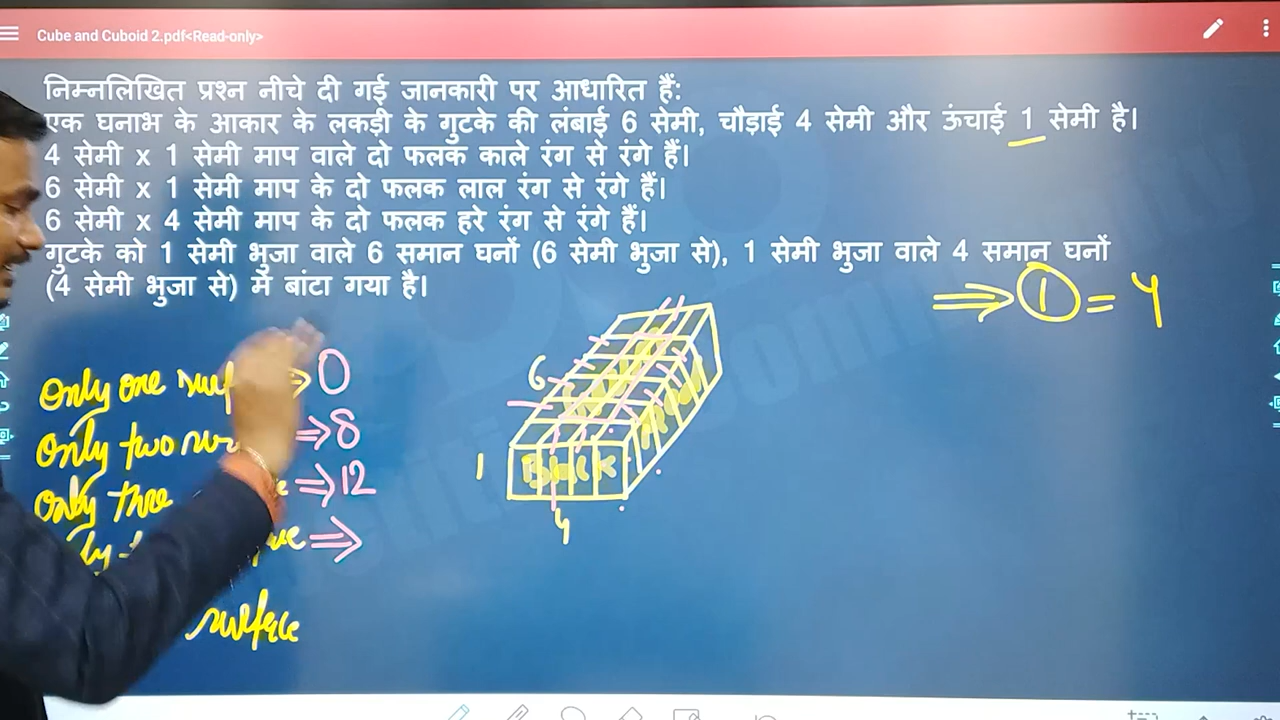 Cube and Cuboid 2.pdf<Read-only>
निम्नलिखित प्रश्न नीचे दी गई जानकारी पर आधारित हैं:
एक घनाभ के आकार के लकड़ी के गुटके की लंबाई 6 सेमी, चौड़ाई 4 सेमी और ऊंचाई 1 सेमी है।
4 सेमी x 1 सेमी माप वाले दो फलक काले रंग से रंगे हैं।
6 सेमी x 1 सेमी माप के दो फलक लाल रंग से रंगे हैं।
6 सेमी x 4 सेमी माप के दो फलक हरे रंग से रंगे हैं।
गुटके को 1 सेमी भुजा वाले 6 समान घनों (6 सेमी भुजा से), 1 सेमी भुजा वाले 4 समान घनों
(4 सेमी भुजा से) में बांटा गया है।
⇒ 1 = 4
Only one ⇒ 0
Only two ⇒ 8
Only three ⇒ 12
⇒
surface
6
1 Black
4